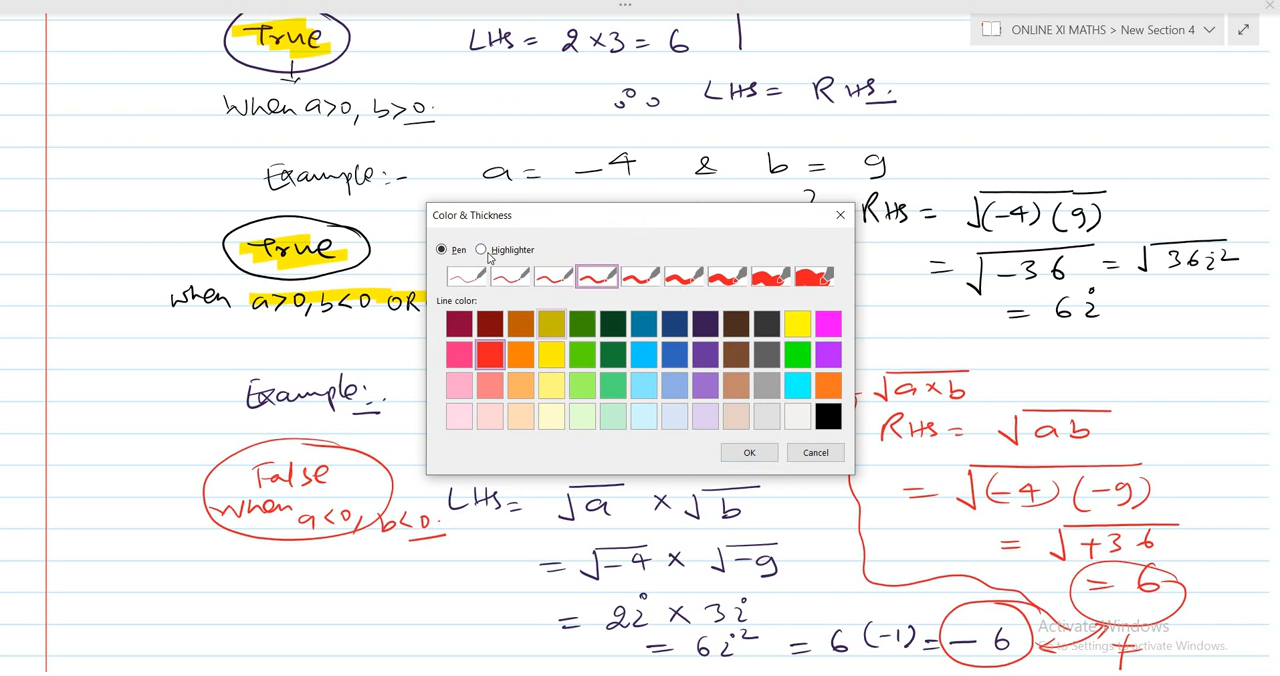 ONLINE XI MATHS > New Section 4
True
LHS = 2 × 3 = 6
when a>0, b>0.
∴ LHS = RHS.
Example:- a = -4 & b = 9
RHS = √(-4)(9)
= √-36 = √36i²
= 6i
True
when a>0, b<0 OR
Color & Thickness
Pen Highlighter
Line color:
OK Cancel
Example:-
√a×b
RHS = √ab
= √(-4)(-9)
= √+36
= 6
False
when a<0, b<0.
LHS = √a × √b
= √-4 × √-9
= 2i × 3i
= 6i² = 6(-1) = -6
≠
Activate Windows
Go to Settings to activate Windows.